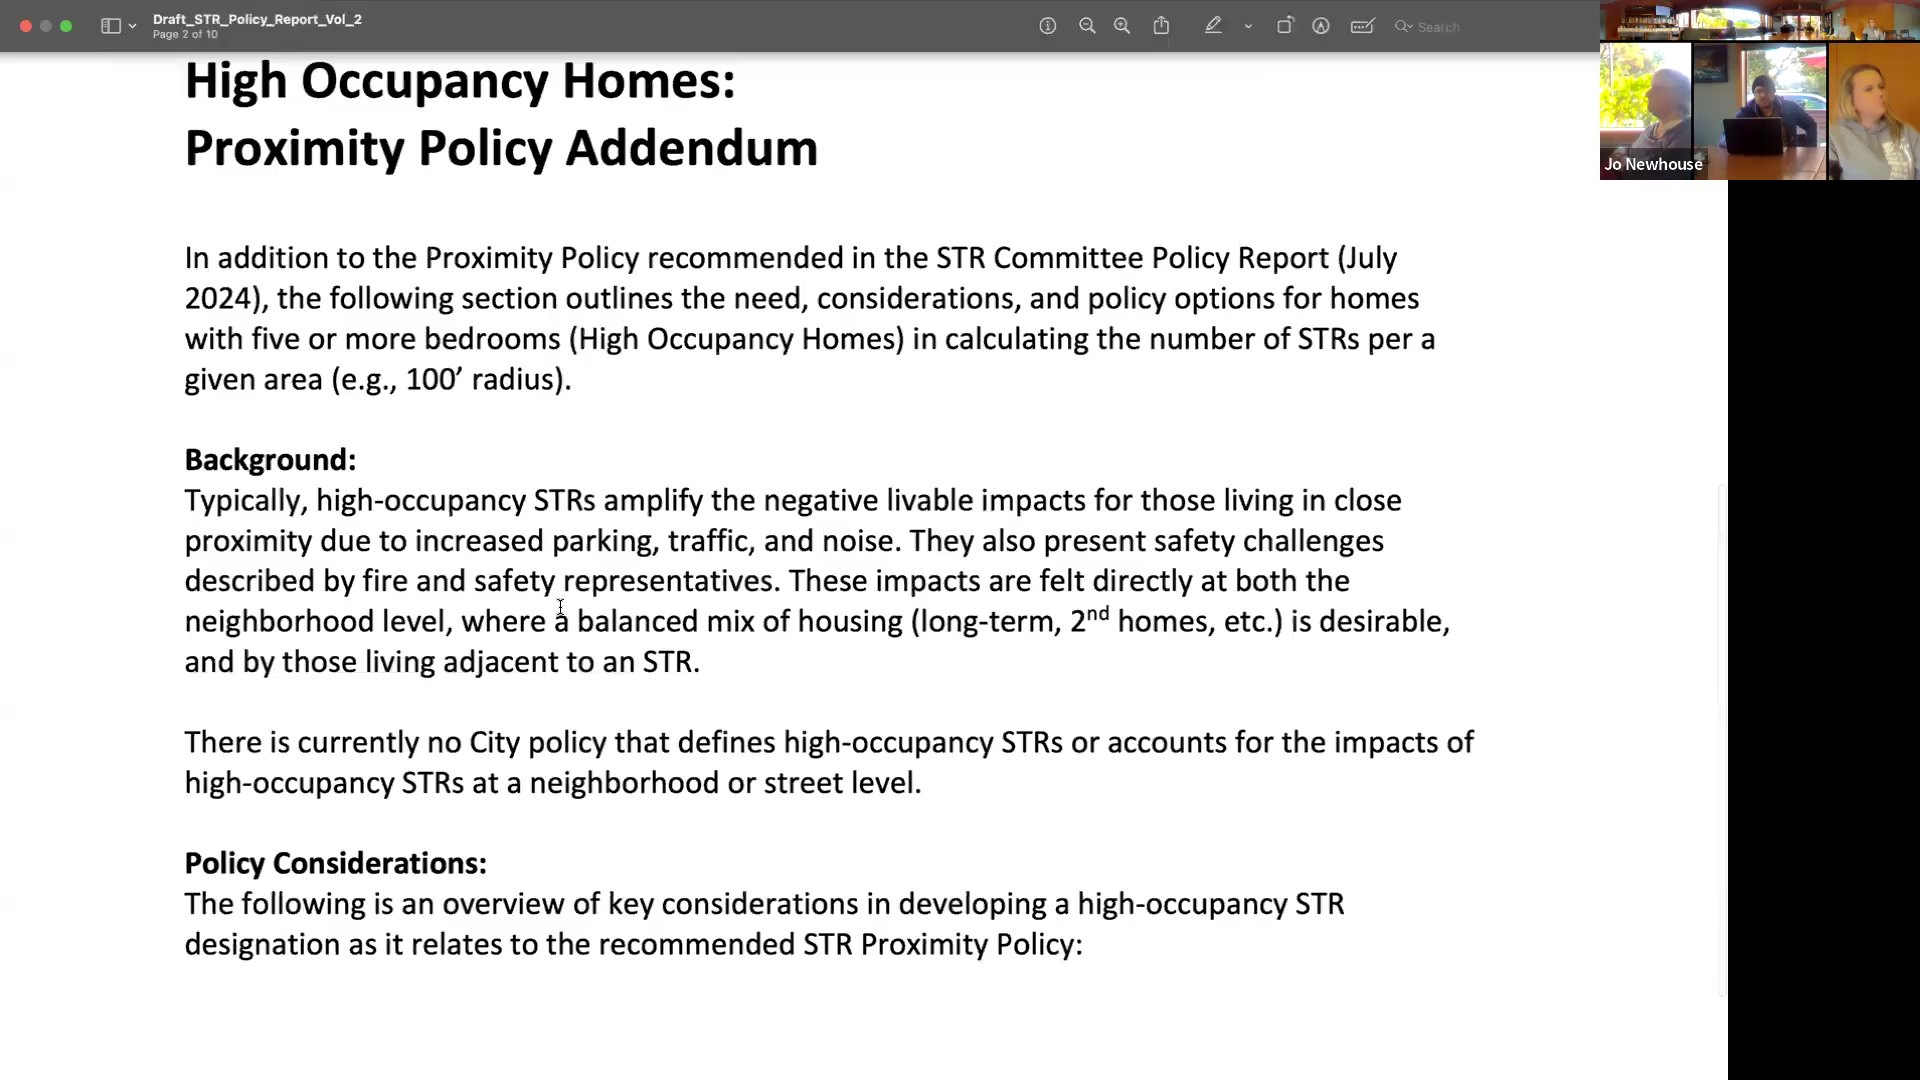 Draft_STR_Policy_Report_Vol_2
Page 2 of 10
Search
Jo Newhouse
High Occupancy Homes:
Proximity Policy Addendum
In addition to the Proximity Policy recommended in the STR Committee Policy Report (July
2024), the following section outlines the need, considerations, and policy options for homes
with five or more bedrooms (High Occupancy Homes) in calculating the number of STRs per a
given area (e.g., 100’ radius).
Background:
Typically, high-occupancy STRs amplify the negative livable impacts for those living in close
proximity due to increased parking, traffic, and noise. They also present safety challenges
described by fire and safety representatives. These impacts are felt directly at both the
neighborhood level, where a balanced mix of housing (long-term, 2nd homes, etc.) is desirable,
and by those living adjacent to an STR.
There is currently no City policy that defines high-occupancy STRs or accounts for the impacts of
high-occupancy STRs at a neighborhood or street level.
Policy Considerations:
The following is an overview of key considerations in developing a high-occupancy STR
designation as it relates to the recommended STR Proximity Policy: